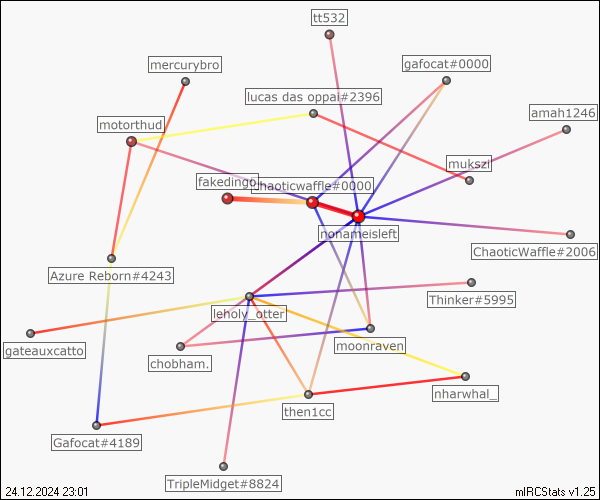 tt532
mercurybro
gafocat#0000
lucas das oppai#2396
amah1246
motorthud
mukszi
fakedingo
chaoticwaffle#0000
nonameisleft
ChaoticWaffle#2006
Azure Reborn#4243
Thinker#5995
leholy_otter
moonraven
gateauxcatto
chobham.
nharwhal_
then1cc
Gafocat#4189
TripleMidget#8824
24.12.2024 23:01
mIRCStats v1.25